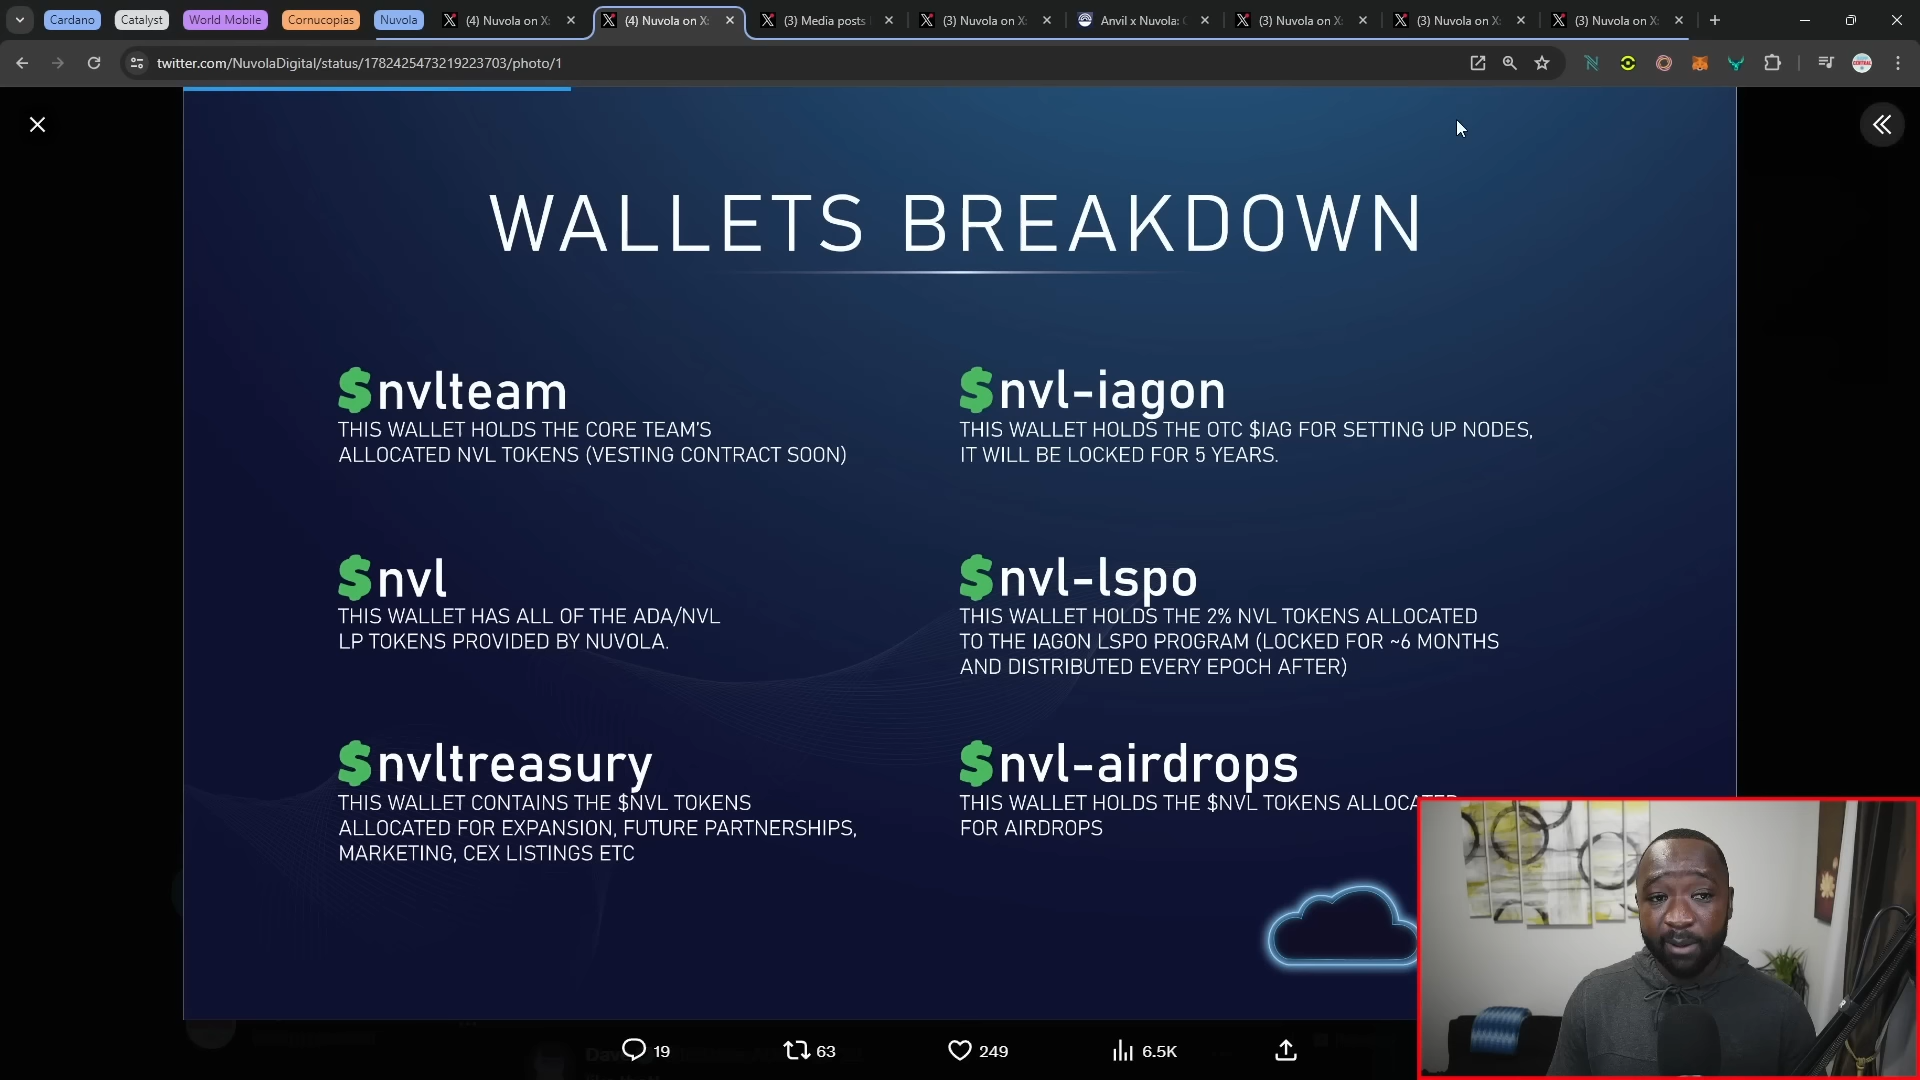 Cardano
Catalyst
World Mobile
Cornucopias
Nuvola
(4) Nuvola on X:
(4) Nuvola on X:
(3) Media posts
(3) Nuvola on X:
Anvil x Nuvola:
(3) Nuvola on X:
(3) Nuvola on X:
(3) Nuvola on X:
twitter.com/NuvolaDigital/status/1782425473219223703/photo/1
WALLETS BREAKDOWN
$nvlteam
THIS WALLET HOLDS THE CORE TEAM'S
ALLOCATED NVL TOKENS (VESTING CONTRACT SOON)
$nvl-iagon
THIS WALLET HOLDS THE OTC $IAG FOR SETTING UP NODES,
IT WILL BE LOCKED FOR 5 YEARS.
$nvl
THIS WALLET HAS ALL OF THE ADA/NVL
LP TOKENS PROVIDED BY NUVOLA.
$nvl-lspo
THIS WALLET HOLDS THE 2% NVL TOKENS ALLOCATED
TO THE IAGON LSPO PROGRAM (LOCKED FOR ~6 MONTHS
AND DISTRIBUTED EVERY EPOCH AFTER)
$nvltreasury
THIS WALLET CONTAINS THE $NVL TOKENS
ALLOCATED FOR EXPANSION, FUTURE PARTNERSHIPS,
MARKETING, CEX LISTINGS ETC
$nvl-airdrops
THIS WALLET HOLDS THE $NVL TOKENS ALLOCATED
FOR AIRDROPS
19
63
249
6.5K